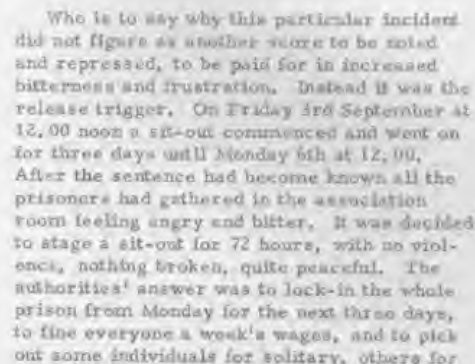 Who is to say why this particular incident
did not figure as another score to be noted
and repressed, to be paid for in increased
bitterness and frustration. Instead it was the
release trigger. On Friday 3rd September at
12,00 noon a sit-out commenced and went on
for three days until Monday 6th at 12,00.
After the sentence had become known all the
prisoners had gathered in the association
room feeling angry and bitter. It was decided
to stage a sit-out for 72 hours, with no viol-
ence, nothing broken, quite peaceful. The
authorities' answer was to lock-in the whole
prison from Monday for the next three days,
to fine everyone a week's wages, and to pick
out some individuals for solitary, others for